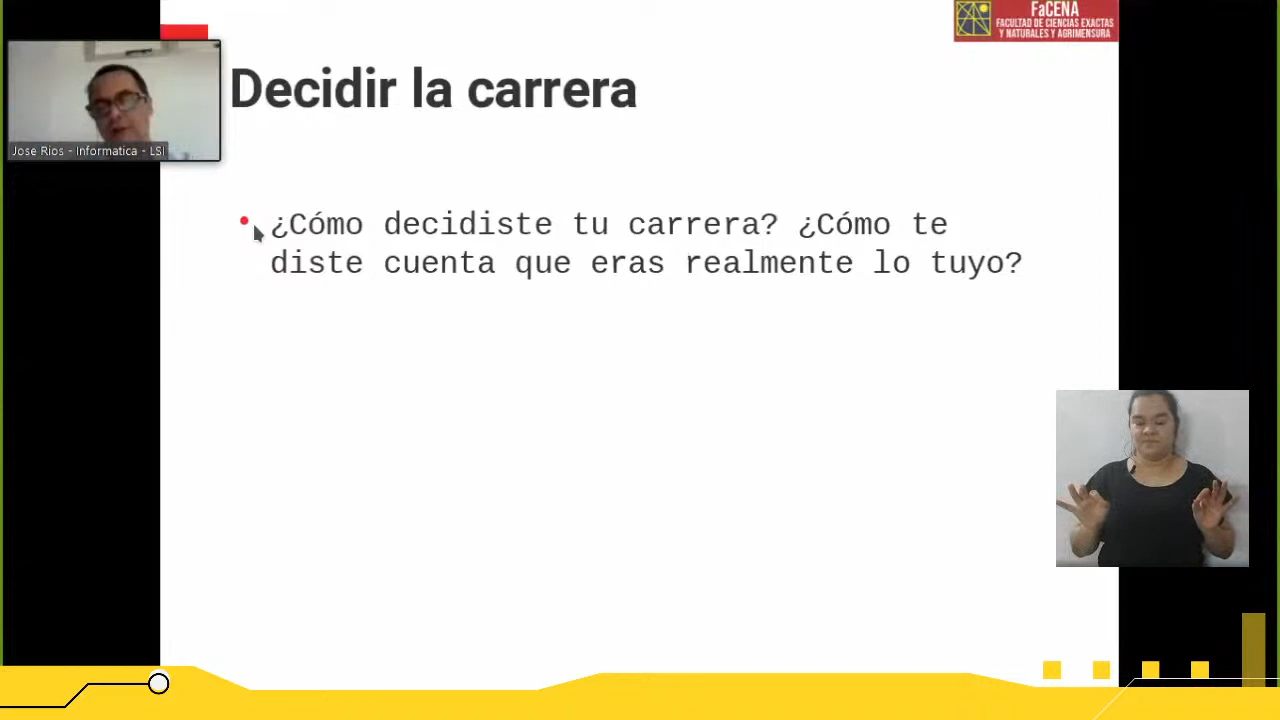 FaCENA
FACULTAD DE CIENCIAS EXACTAS
Y NATURALES Y AGRIMENSURA
Decidir la carrera
Jose Rios - Informatica - LSI
• ¿Cómo decidiste tu carrera? ¿Cómo te
diste cuenta que eras realmente lo tuyo?